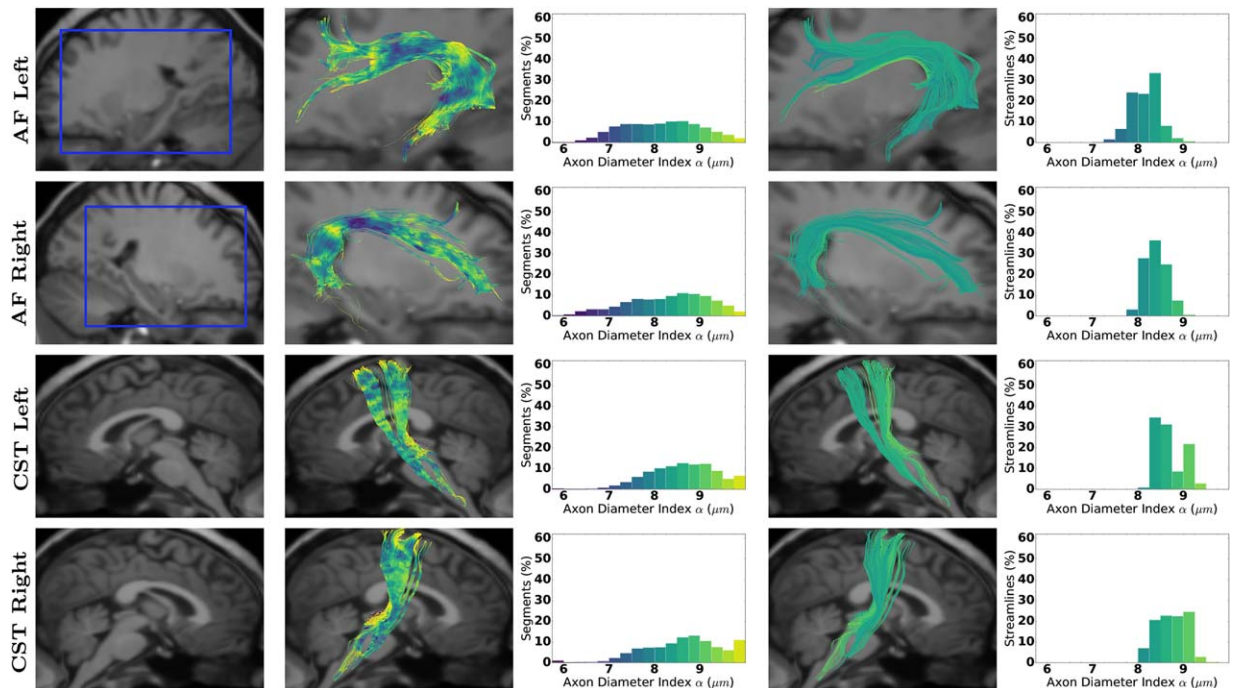 AF Left
60
50
40
30
20
10
0
Segments (%)
6 7 8 9
Axon Diameter Index α (μm)
60
50
40
30
20
10
0
Streamlines (%)
6 7 8 9
Axon Diameter Index α (μm)
AF Right
60
50
40
30
20
10
0
Segments (%)
6 7 8 9
Axon Diameter Index α (μm)
60
50
40
30
20
10
0
Streamlines (%)
6 7 8 9
Axon Diameter Index α (μm)
CST Left
60
50
40
30
20
10
0
Segments (%)
6 7 8 9
Axon Diameter Index α (μm)
60
50
40
30
20
10
0
Streamlines (%)
6 7 8 9
Axon Diameter Index α (μm)
CST Right
60
50
40
30
20
10
0
Segments (%)
6 7 8 9
Axon Diameter Index α (μm)
60
50
40
30
20
10
0
Streamlines (%)
6 7 8 9
Axon Diameter Index α (μm)